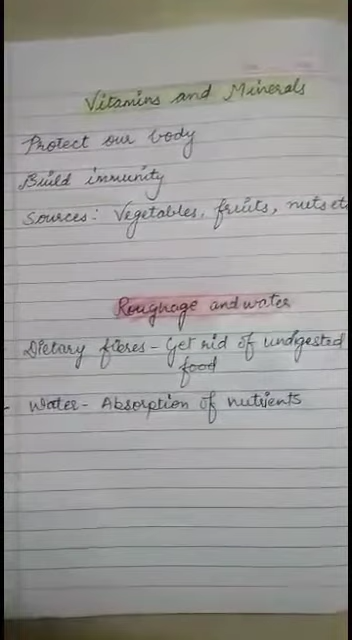 Vitamins and Minerals
Protect our body
Build immunity
Sources: Vegetables, fruits, nuts etc
Roughage and water
Dietary fibres - Get rid of undigested
food
- Water - Absorption of nutrients